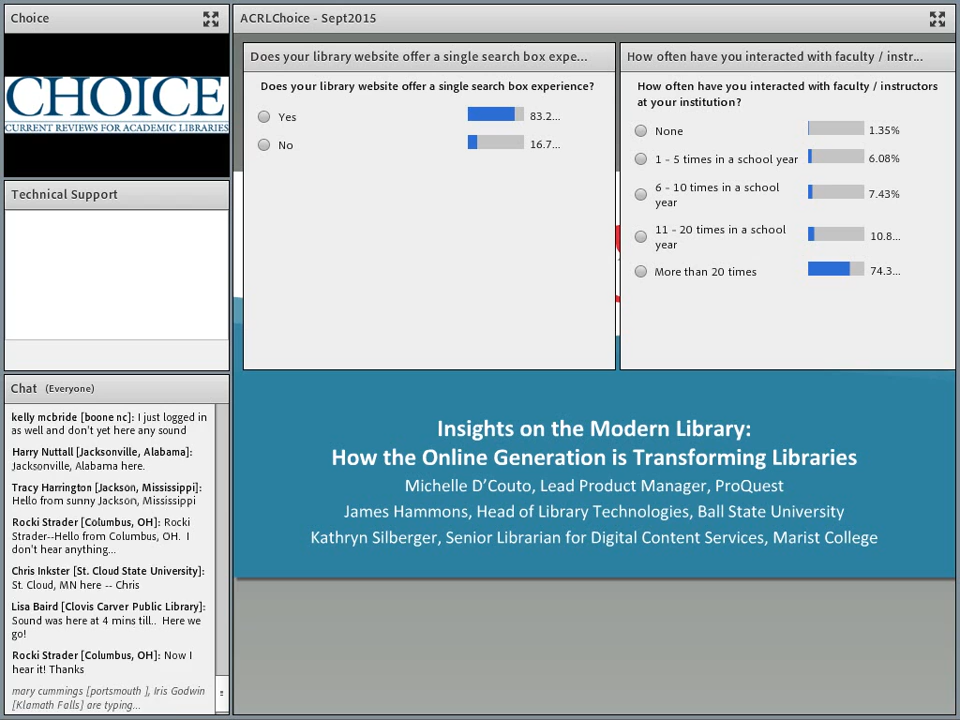 Choice
CHOICE
CURRENT REVIEWS FOR ACADEMIC LIBRARIES
Technical Support
Chat (Everyone)
kelly mcbride [boone nc]: I just logged in
as well and don't yet here any sound
Harry Nuttall [Jacksonville, Alabama]:
Jacksonville, Alabama here.
Tracy Harrington [Jackson, Mississippi]:
Hello from sunny Jackson, Mississippi
Rocki Strader [Columbus, OH]: Rocki
Strader--Hello from Columbus, OH. I
don't hear anything...
Chris Inkster [St. Cloud State University]:
St. Cloud, MN here -- Chris
Lisa Baird [Clovis Carver Public Library]:
Sound was here at 4 mins till.. Here we
go!
Rocki Strader [Columbus, OH]: Now I
hear it! Thanks
mary cummings [portsmouth ], Iris Godwin
[Klamath Falls] are typing...
ACRLChoice - Sept2015
Does your library website offer a single search box expe...
Does your library website offer a single search box experience?
Yes 83.2...
No 16.7...
How often have you interacted with faculty / instr...
How often have you interacted with faculty / instructors
at your institution?
None 1.35%
1 - 5 times in a school year 6.08%
6 - 10 times in a school
year 7.43%
11 - 20 times in a school
year 10.8...
More than 20 times 74.3...
Insights on the Modern Library:
How the Online Generation is Transforming Libraries
Michelle D'Couto, Lead Product Manager, ProQuest
James Hammons, Head of Library Technologies, Ball State University
Kathryn Silberger, Senior Librarian for Digital Content Services, Marist College